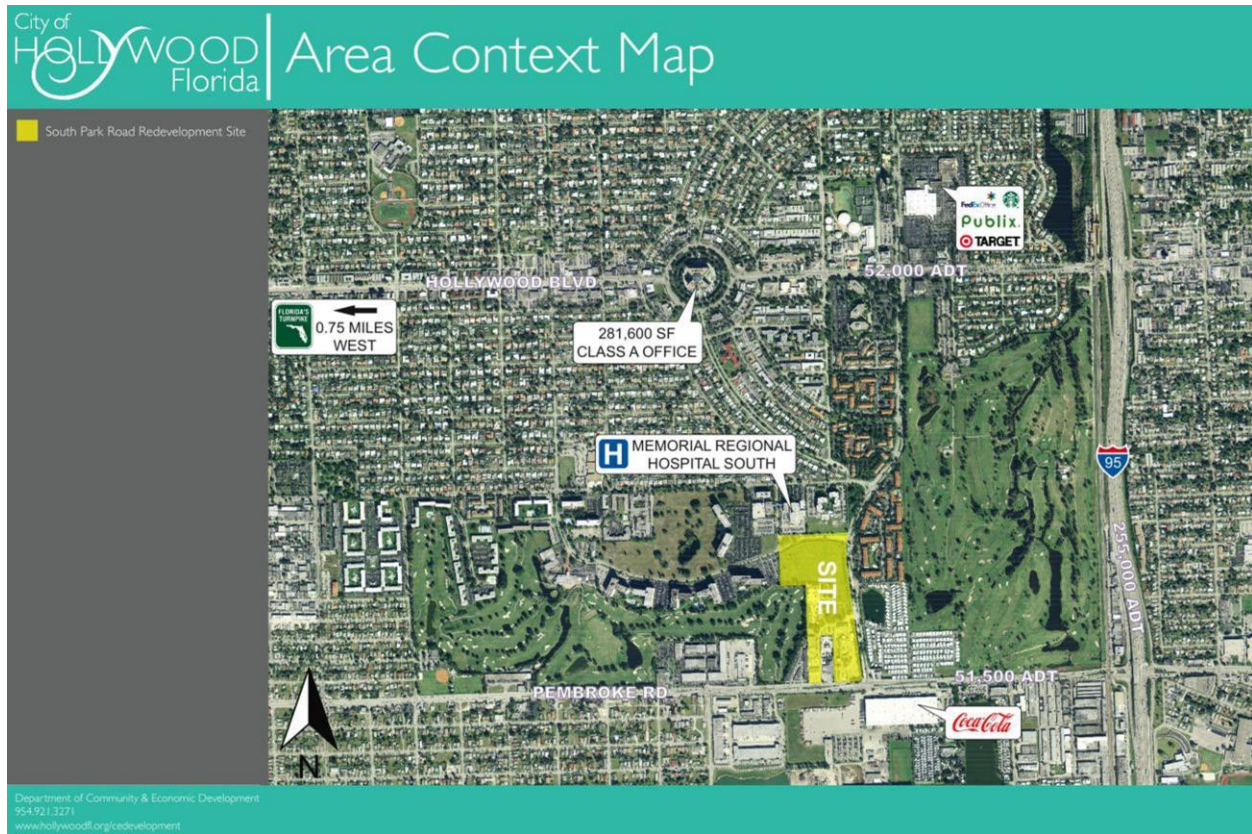 City of
HOLLYWOOD
Florida
Area Context Map
South Park Road Redevelopment Site
FedEx Office
Publix.
TARGET
HOLLYWOOD BLVD
52,000 ADT
FLORIDA'S
TURNPIKE
0.75 MILES
WEST
281,600 SF
CLASS A OFFICE
H
MEMORIAL REGIONAL
HOSPITAL SOUTH
95
255,000 ADT
SITE
PEMBROKE RD
51,500 ADT
Coca-Cola
N
Department of Community & Economic Development
954.921.3271
www.hollywoodfl.org/cedevelopment